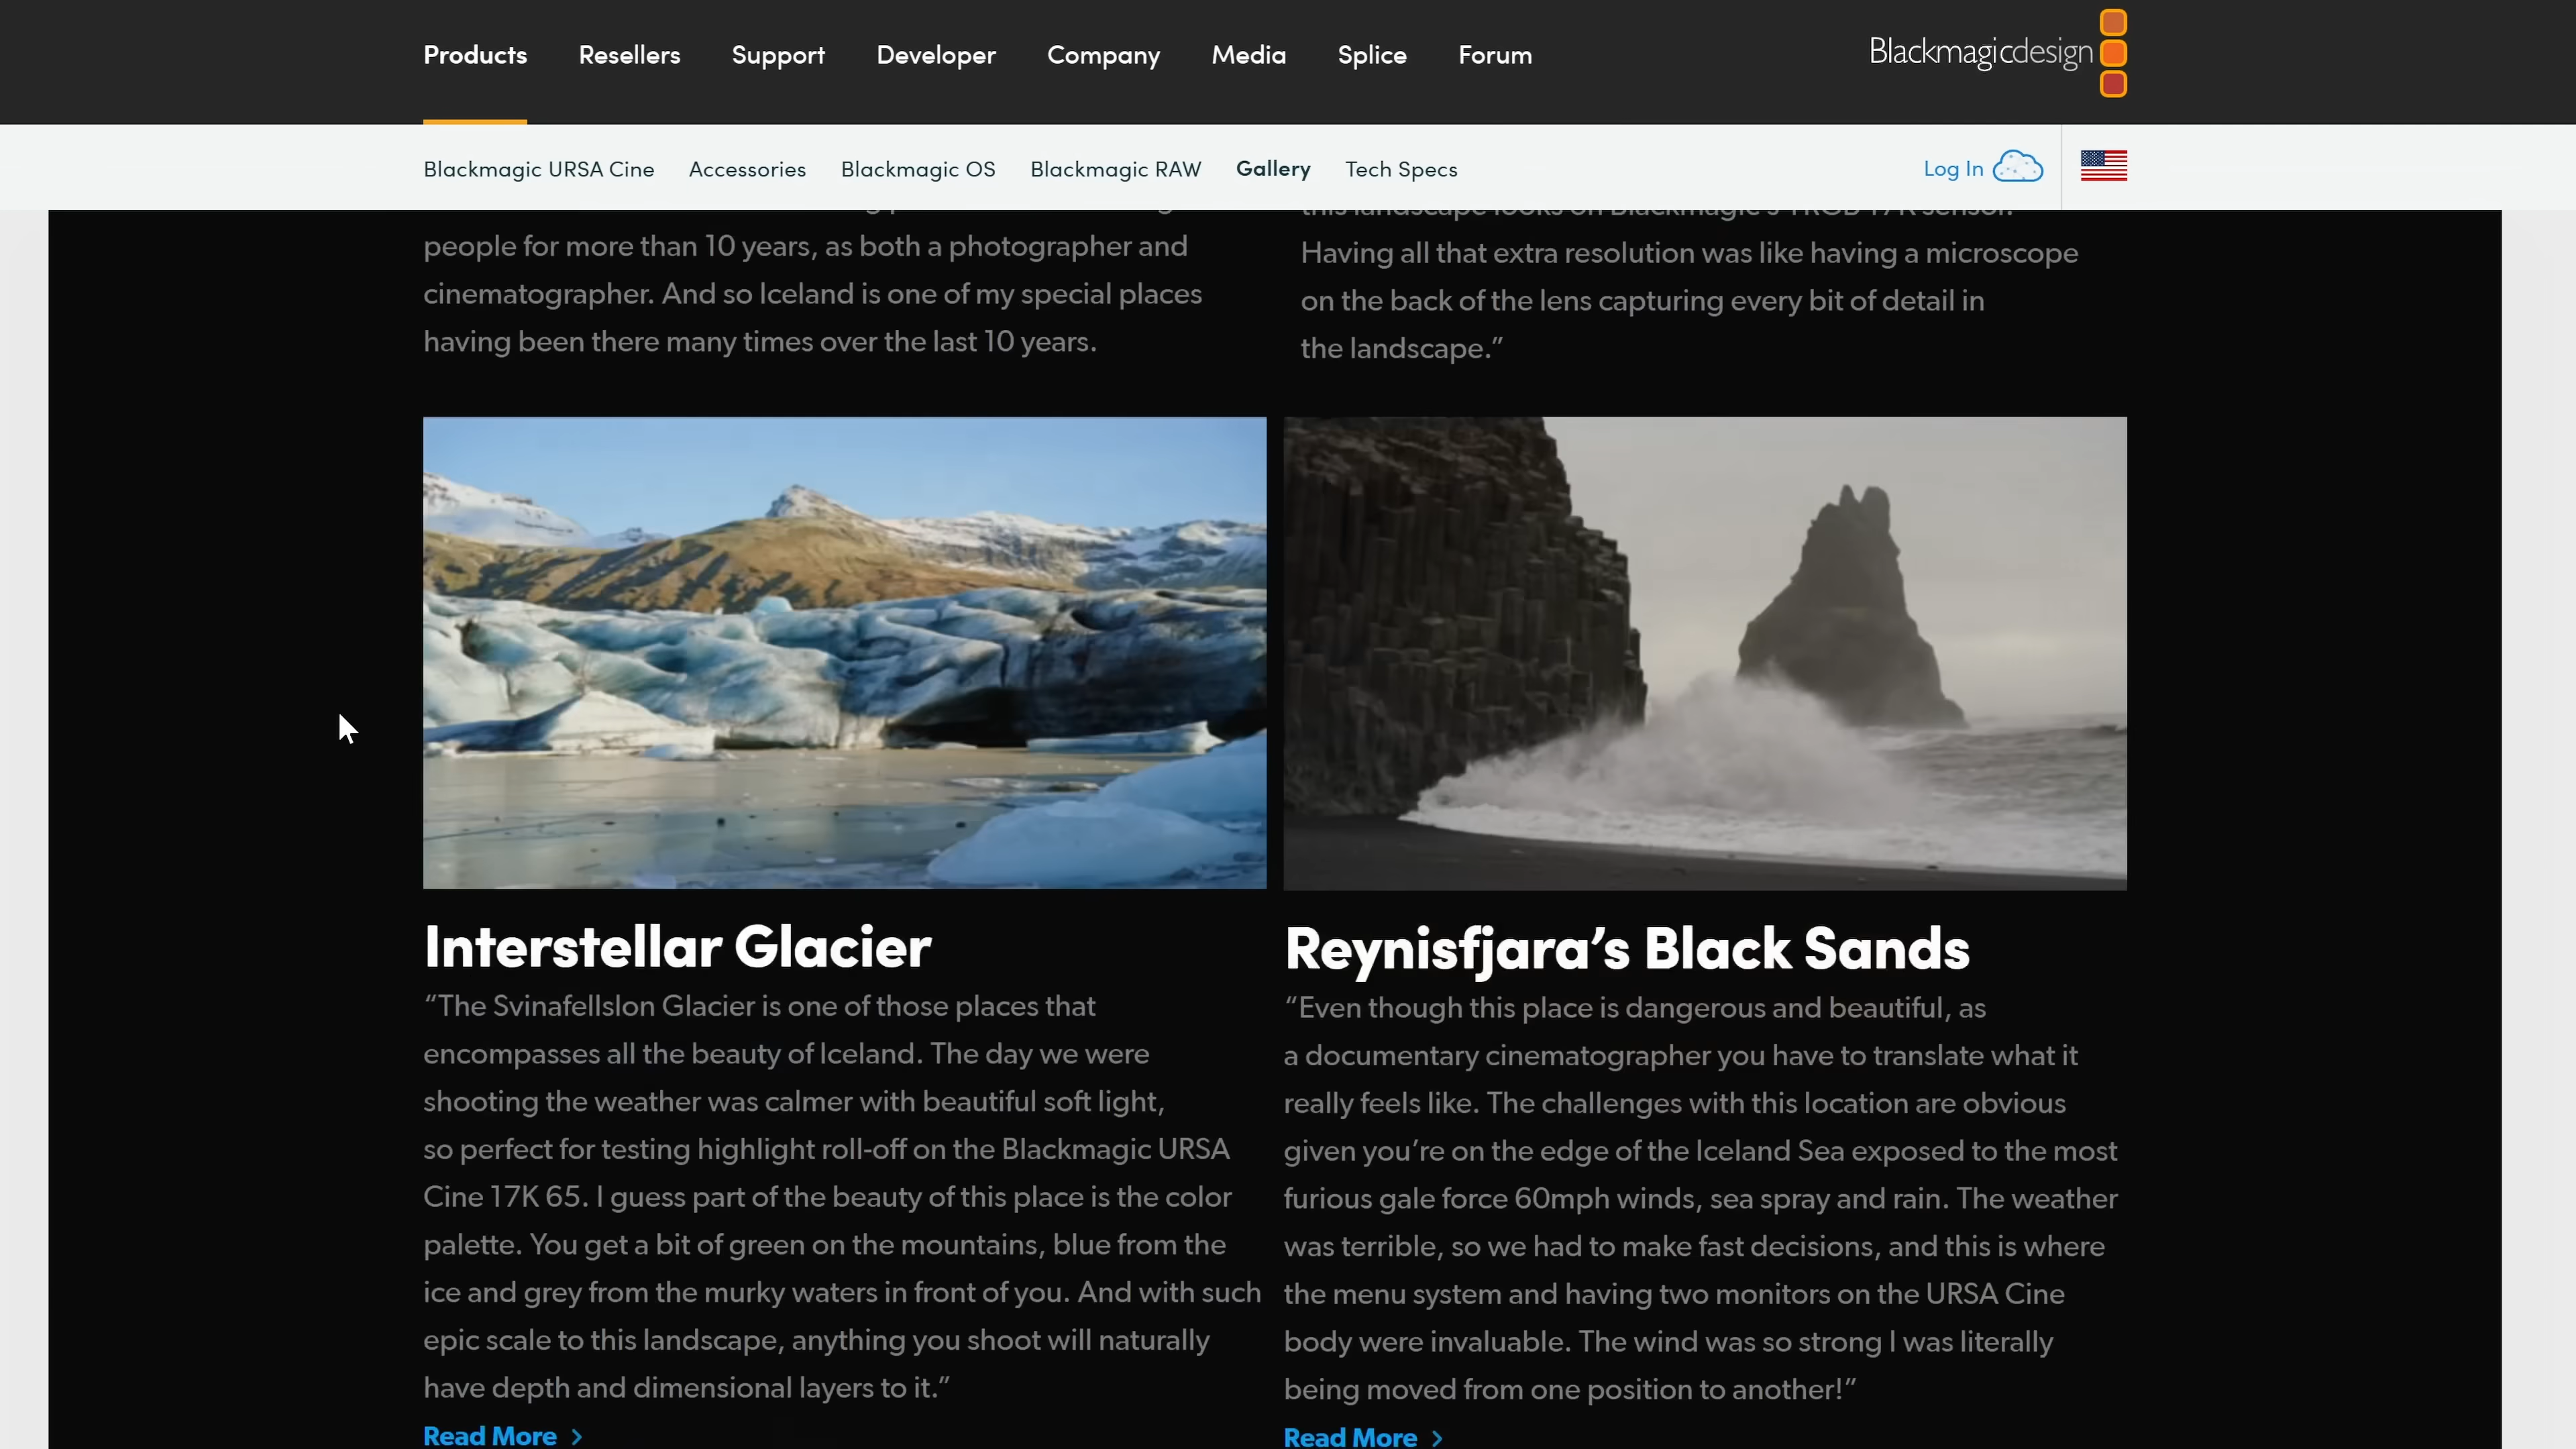 Products Resellers Support Developer Company Media Splice Forum
Blackmagicdesign
Blackmagic URSA Cine Accessories Blackmagic OS Blackmagic RAW Gallery Tech Specs
Log In
people for more than 10 years, as both a photographer and
cinematographer. And so Iceland is one of my special places
having been there many times over the last 10 years.
this landscape looks on Blackmagic's 17K sensor.
Having all that extra resolution was like having a microscope
on the back of the lens capturing every bit of detail in
the landscape.”
Interstellar Glacier
“The Svinafellslon Glacier is one of those places that
encompasses all the beauty of Iceland. The day we were
shooting the weather was calmer with beautiful soft light,
so perfect for testing highlight roll-off on the Blackmagic URSA
Cine 17K 65. I guess part of the beauty of this place is the color
palette. You get a bit of green on the mountains, blue from the
ice and grey from the murky waters in front of you. And with such
epic scale to this landscape, anything you shoot will naturally
have depth and dimensional layers to it.”
Read More
Reynisfjara’s Black Sands
“Even though this place is dangerous and beautiful, as
a documentary cinematographer you have to translate what it
really feels like. The challenges with this location are obvious
given you’re on the edge of the Iceland Sea exposed to the most
furious gale force 60mph winds, sea spray and rain. The weather
was terrible, so we had to make fast decisions, and this is where
the menu system and having two monitors on the URSA Cine
body were invaluable. The wind was so strong I was literally
being moved from one position to another!”
Read More